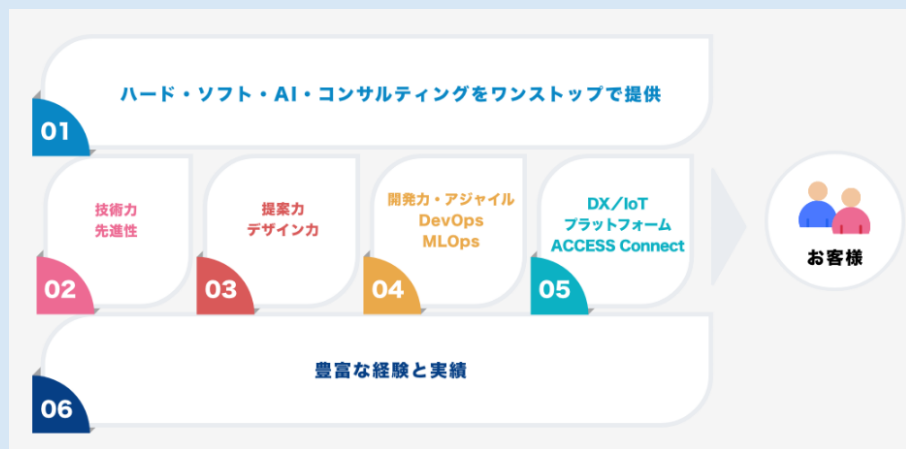 ハード・ソフト・AI・コンサルティングをワンストップで提供
01
技術力
先進性
02
提案力
デザイン力
03
開発力・アジャイル
DevOps
MLOps
04
DX／IoT
プラットフォーム
ACCESS Connect
05
お客様
豊富な経験と実績
06